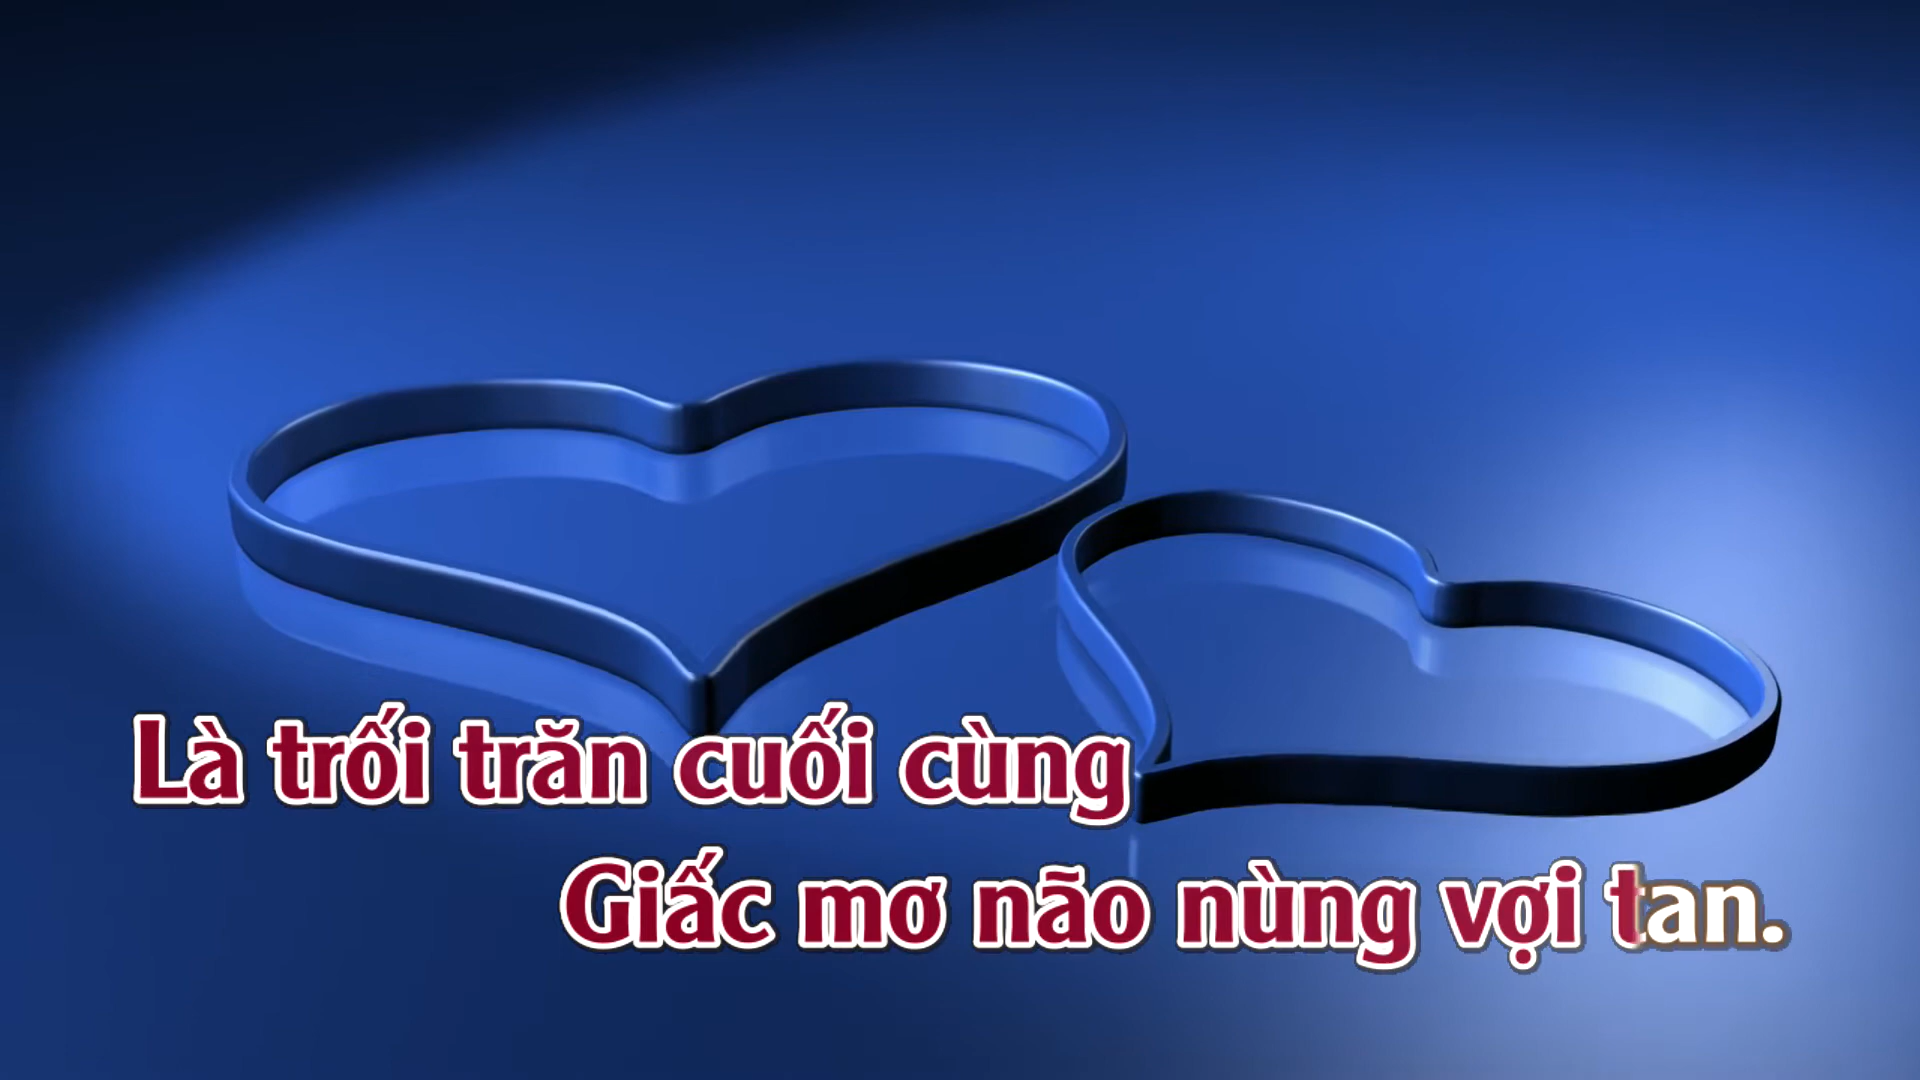 Là trối trăn cuối cùng
Giấc mơ não nùng vợi tan.